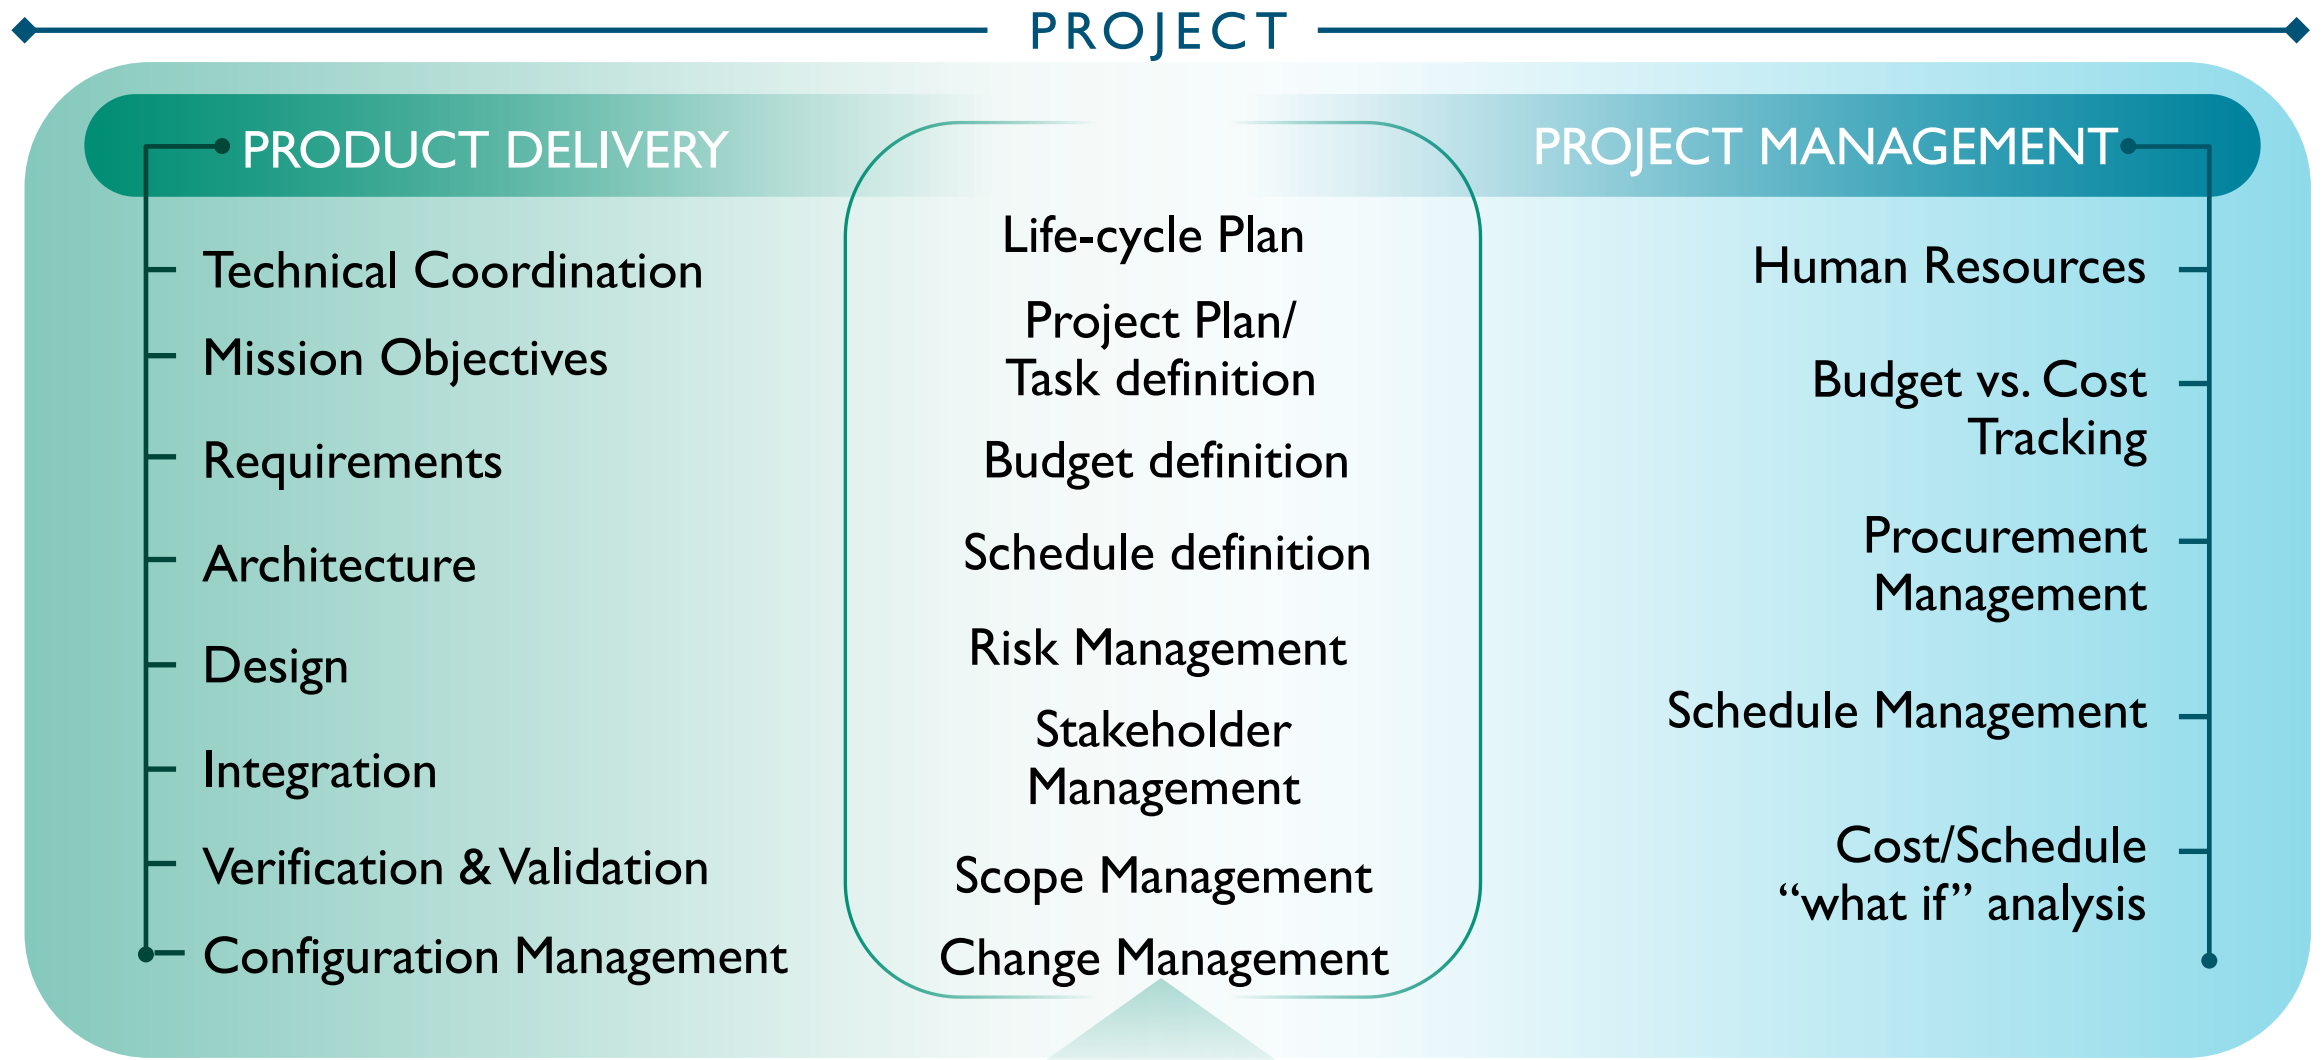 PROJECT
PRODUCT DELIVERY
Technical Coordination
Mission Objectives
Requirements
Architecture
Design
Integration
Verification & Validation
Configuration Management
Life-cycle Plan
Project Plan/
Task definition
Budget definition
Schedule definition
Risk Management
Stakeholder
Management
Scope Management
Change Management
PROJECT MANAGEMENT
Human Resources
Budget vs. Cost
Tracking
Procurement
Management
Schedule Management
Cost/Schedule
“what if” analysis